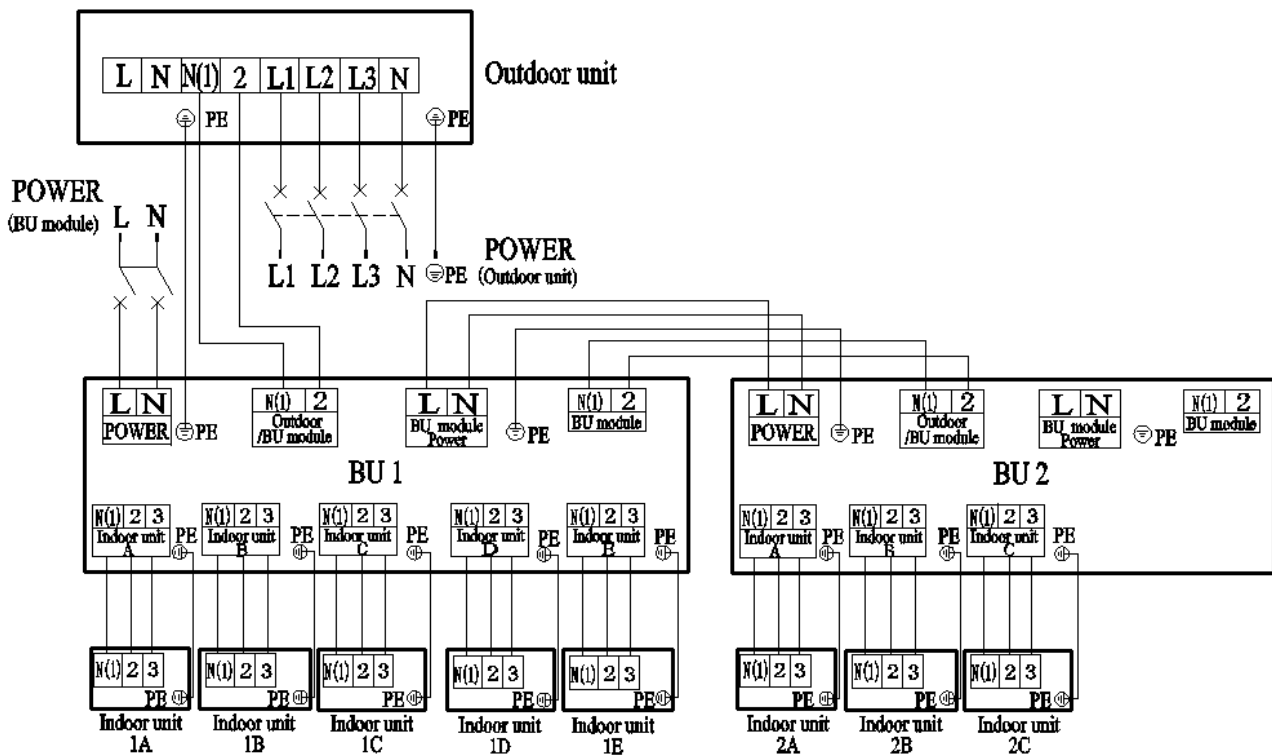 L N N(1) 2 L1 L2 L3 N
Outdoor unit
PE
PE
POWER
(BU module)
L N
L1 L2 L3 N PE
POWER
(Outdoor unit)
L N
POWER
PE
N(1) 2
Outdoor
/BU module
L N
BU module
Power
PE
N(1) 2
BU module
BU 1
N(1) 2 3
Indoor unit
A
PE
N(1) 2 3
Indoor unit
B
PE
N(1) 2 3
Indoor unit
C
PE
N(1) 2 3
Indoor unit
D
PE
N(1) 2 3
Indoor unit
E
PE
L N
POWER
PE
N(1) 2
Outdoor
/BU module
L N
BU module
Power
PE
N(1) 2
BU module
BU 2
N(1) 2 3
Indoor unit
A
PE
N(1) 2 3
Indoor unit
B
PE
N(1) 2 3
Indoor unit
C
PE
N(1) 2 3
PE
Indoor unit
1A
N(1) 2 3
PE
Indoor unit
1B
N(1) 2 3
PE
Indoor unit
1C
N(1) 2 3
PE
Indoor unit
1D
N(1) 2 3
PE
Indoor unit
1E
N(1) 2 3
PE
Indoor unit
2A
N(1) 2 3
PE
Indoor unit
2B
N(1) 2 3
PE
Indoor unit
2C